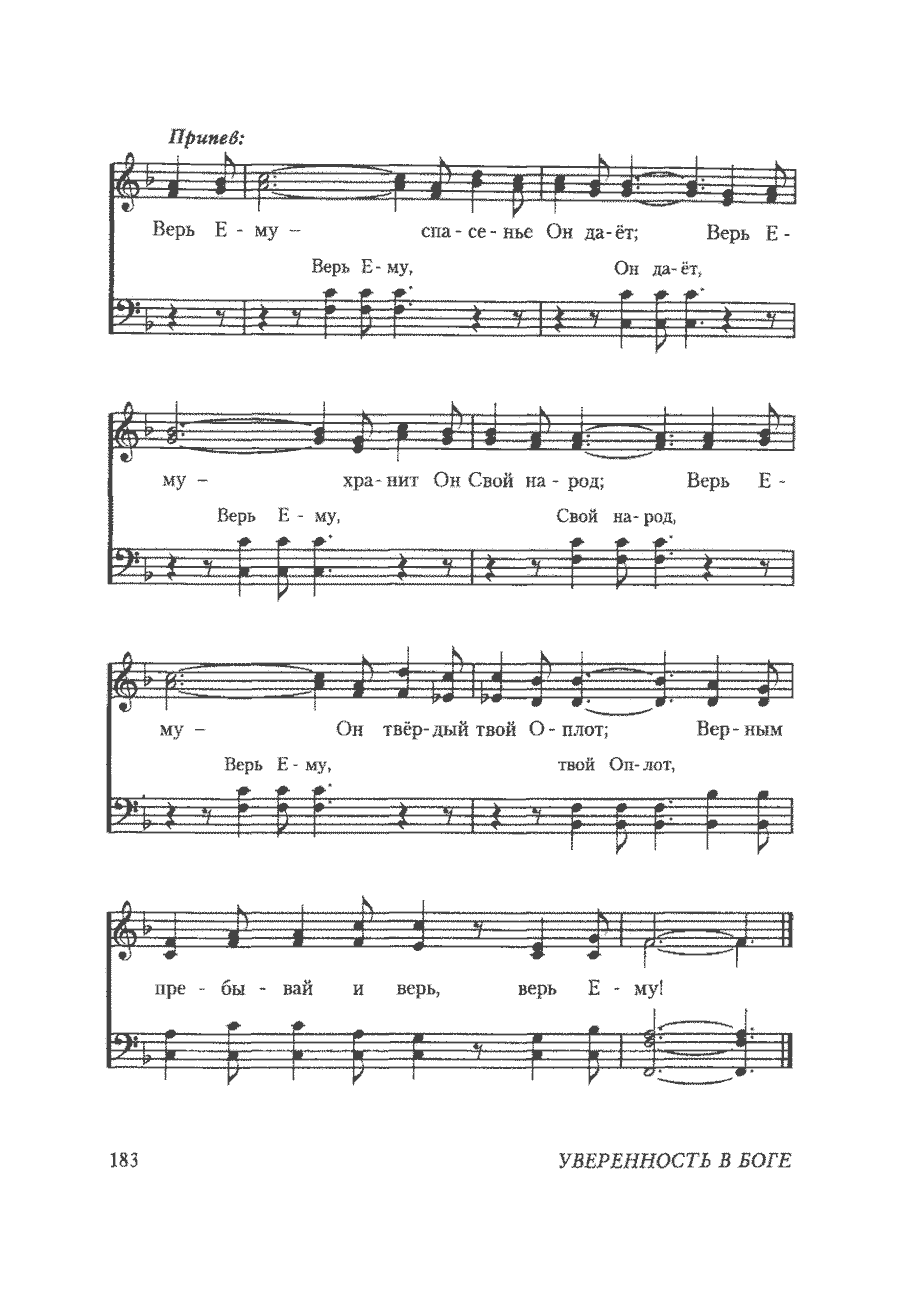 Припев:
Верь Е - му – спа - се - нье Он да - ёт; Верь Е -
Верь Е - му, Он да - ёт,
му – хра - нит Он Свой на - род; Верь Е -
Верь Е - му, Свой на - род,
му – Он твёр - дый твой О - плот; Вер - ным
Верь Е - му, твой Оп - лот,
пре - бы - вай и верь, верь Е - му!
183 УВЕРЕННОСТЬ В БОГЕ